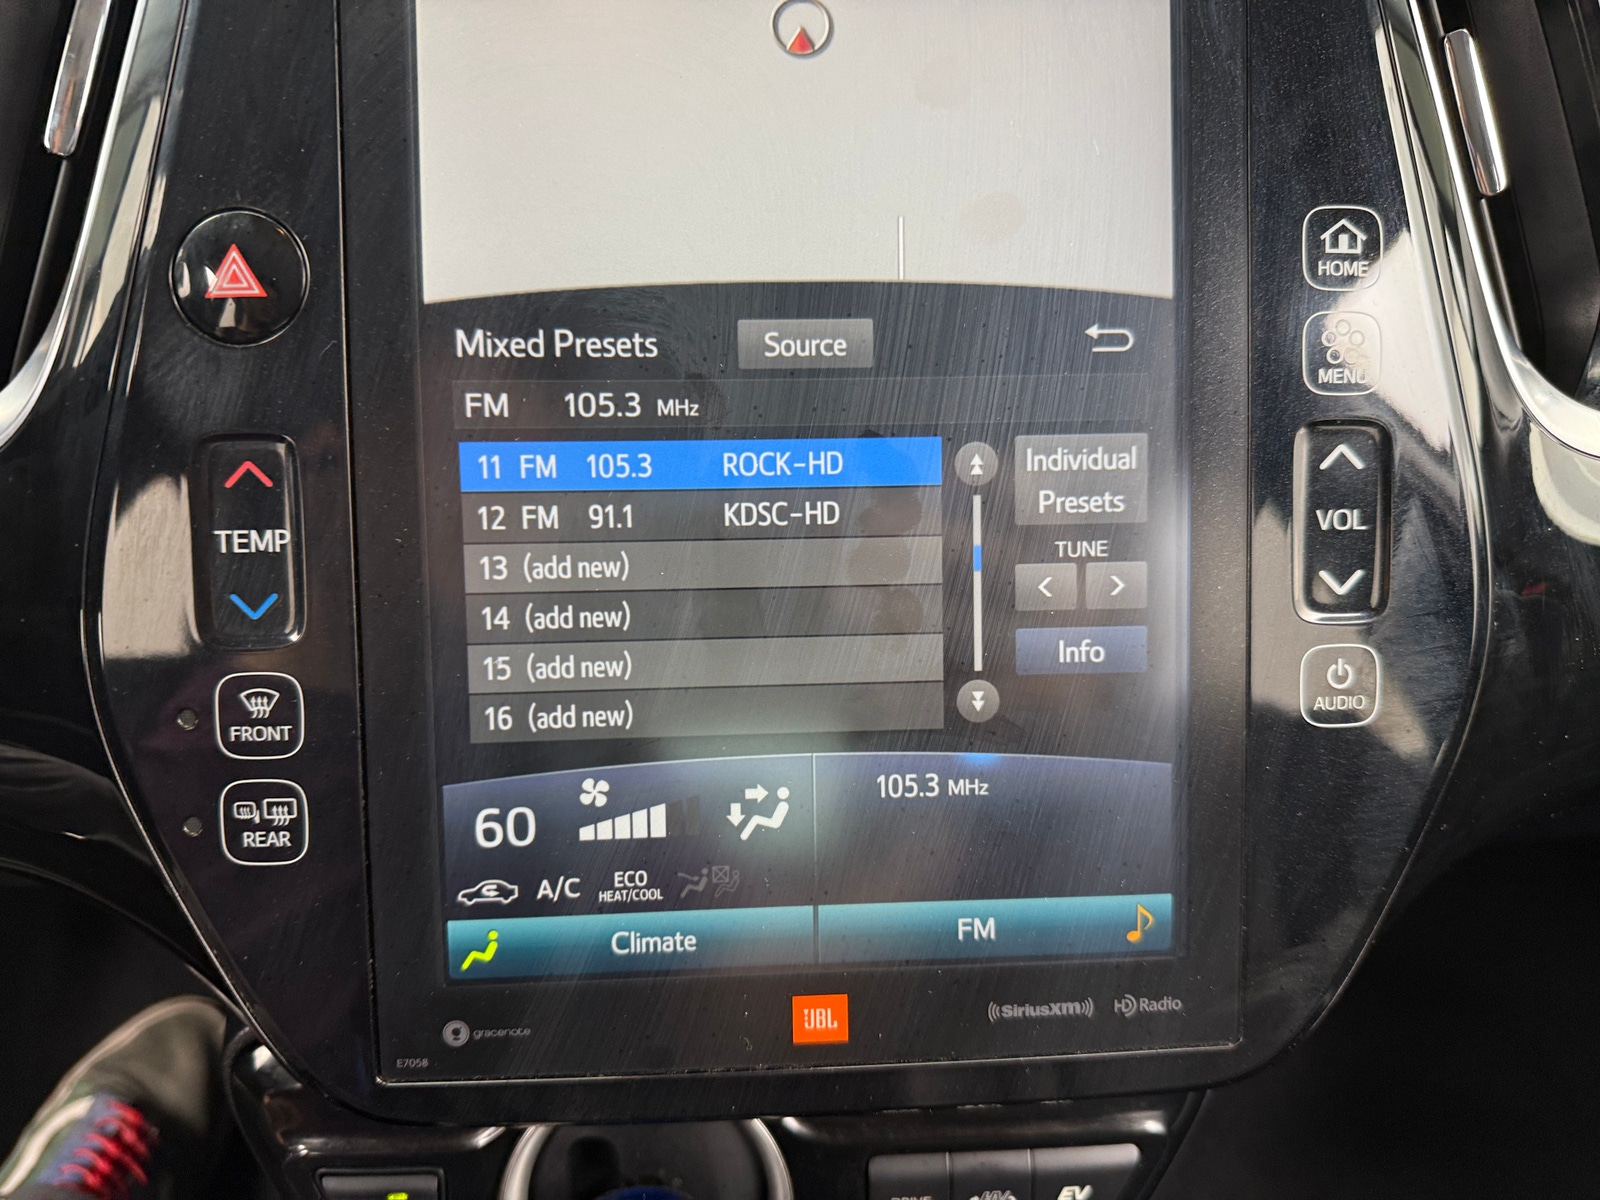 Mixed Presets Source
FM 105.3 MHz
11 FM 105.3 ROCK-HD
12 FM 91.1 KDSC-HD
13 (add new)
14 (add new)
15 (add new)
16 (add new)
Individual
Presets
TUNE
Info
HOME
MENU
VOL
AUDIO
TEMP
FRONT
REAR
60
A/C
ECO
HEAT/COOL
105.3 MHz
Climate
FM
gracenote
JBL
SiriusXM
HD Radio
E7058
EV